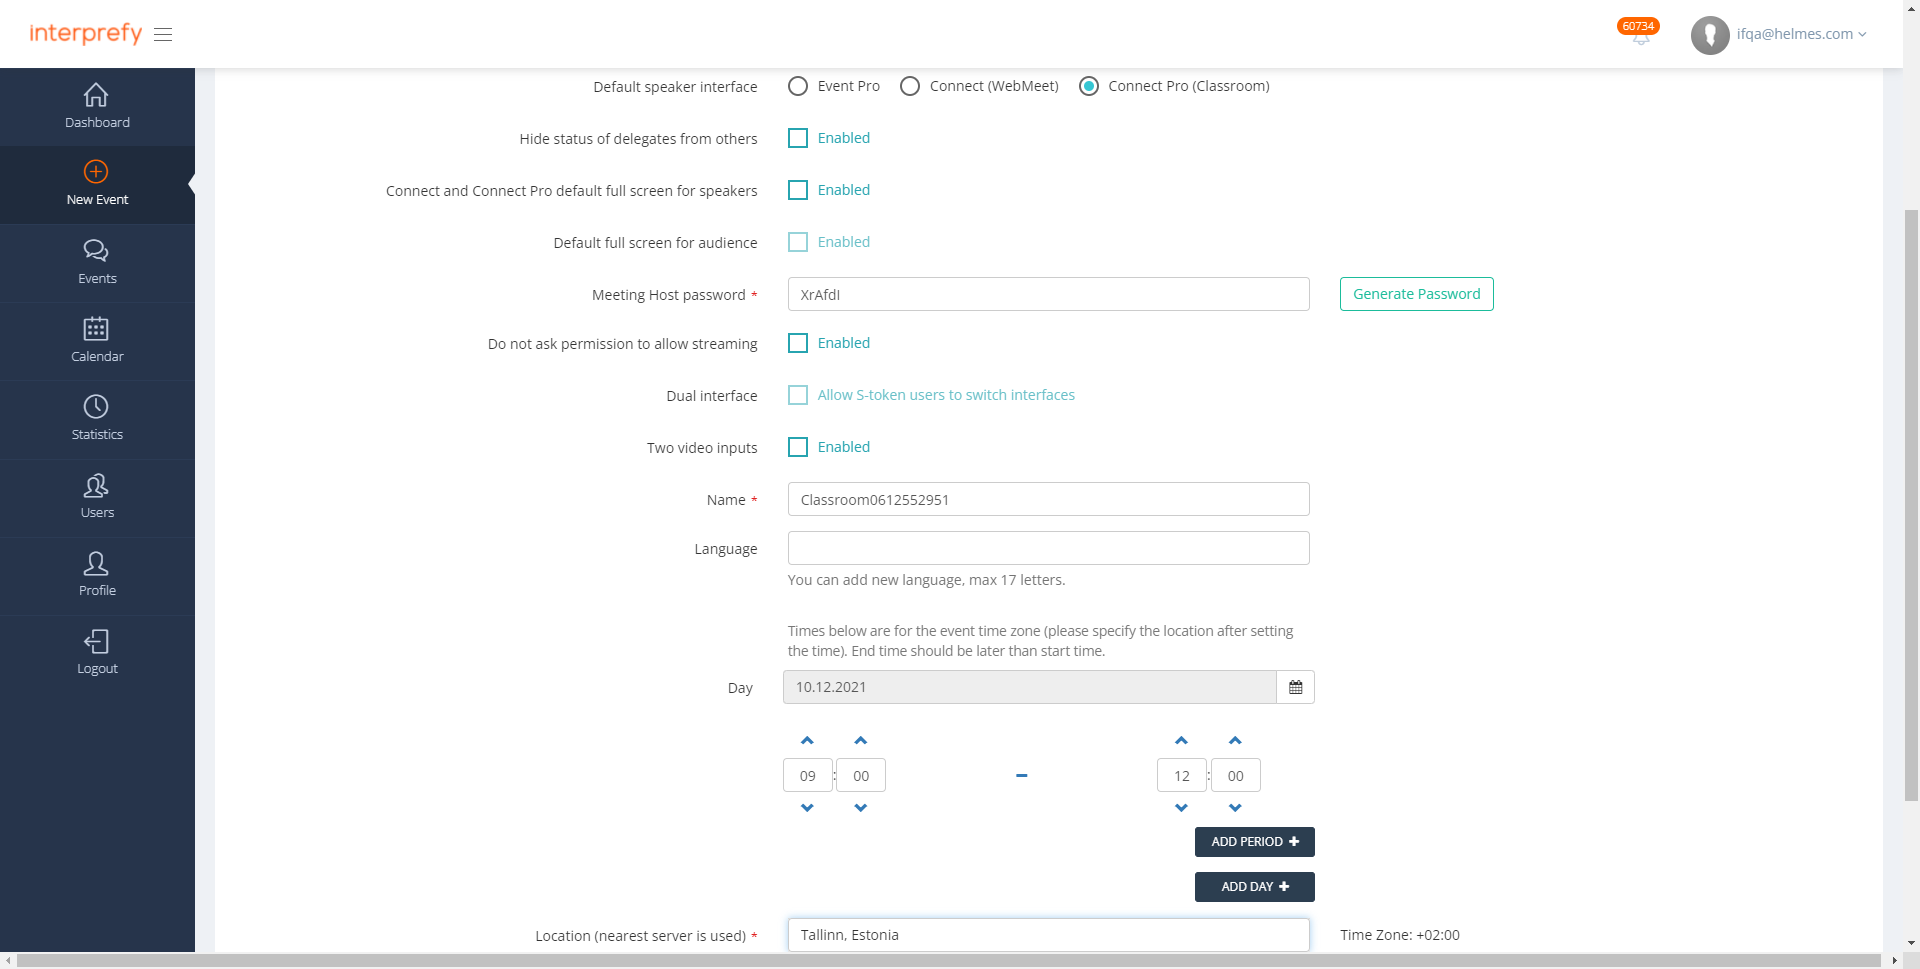 interprefy
60734
ifqa@helmes.com
Dashboard
New Event
Events
Calendar
Statistics
Users
Profile
Logout
Default speaker interface Event Pro Connect (WebMeet) Connect Pro (Classroom)
Hide status of delegates from others Enabled
Connect and Connect Pro default full screen for speakers Enabled
Default full screen for audience Enabled
Meeting Host password * XrAfdI Generate Password
Do not ask permission to allow streaming Enabled
Dual interface Allow S-token users to switch interfaces
Two video inputs Enabled
Name * Classroom0612552951
Language
You can add new language, max 17 letters.
Times below are for the event time zone (please specify the location after setting
the time). End time should be later than start time.
Day 10.12.2021
09 : 00 – 12 : 00
ADD PERIOD +
ADD DAY +
Location (nearest server is used) * Tallinn, Estonia Time Zone: +02:00